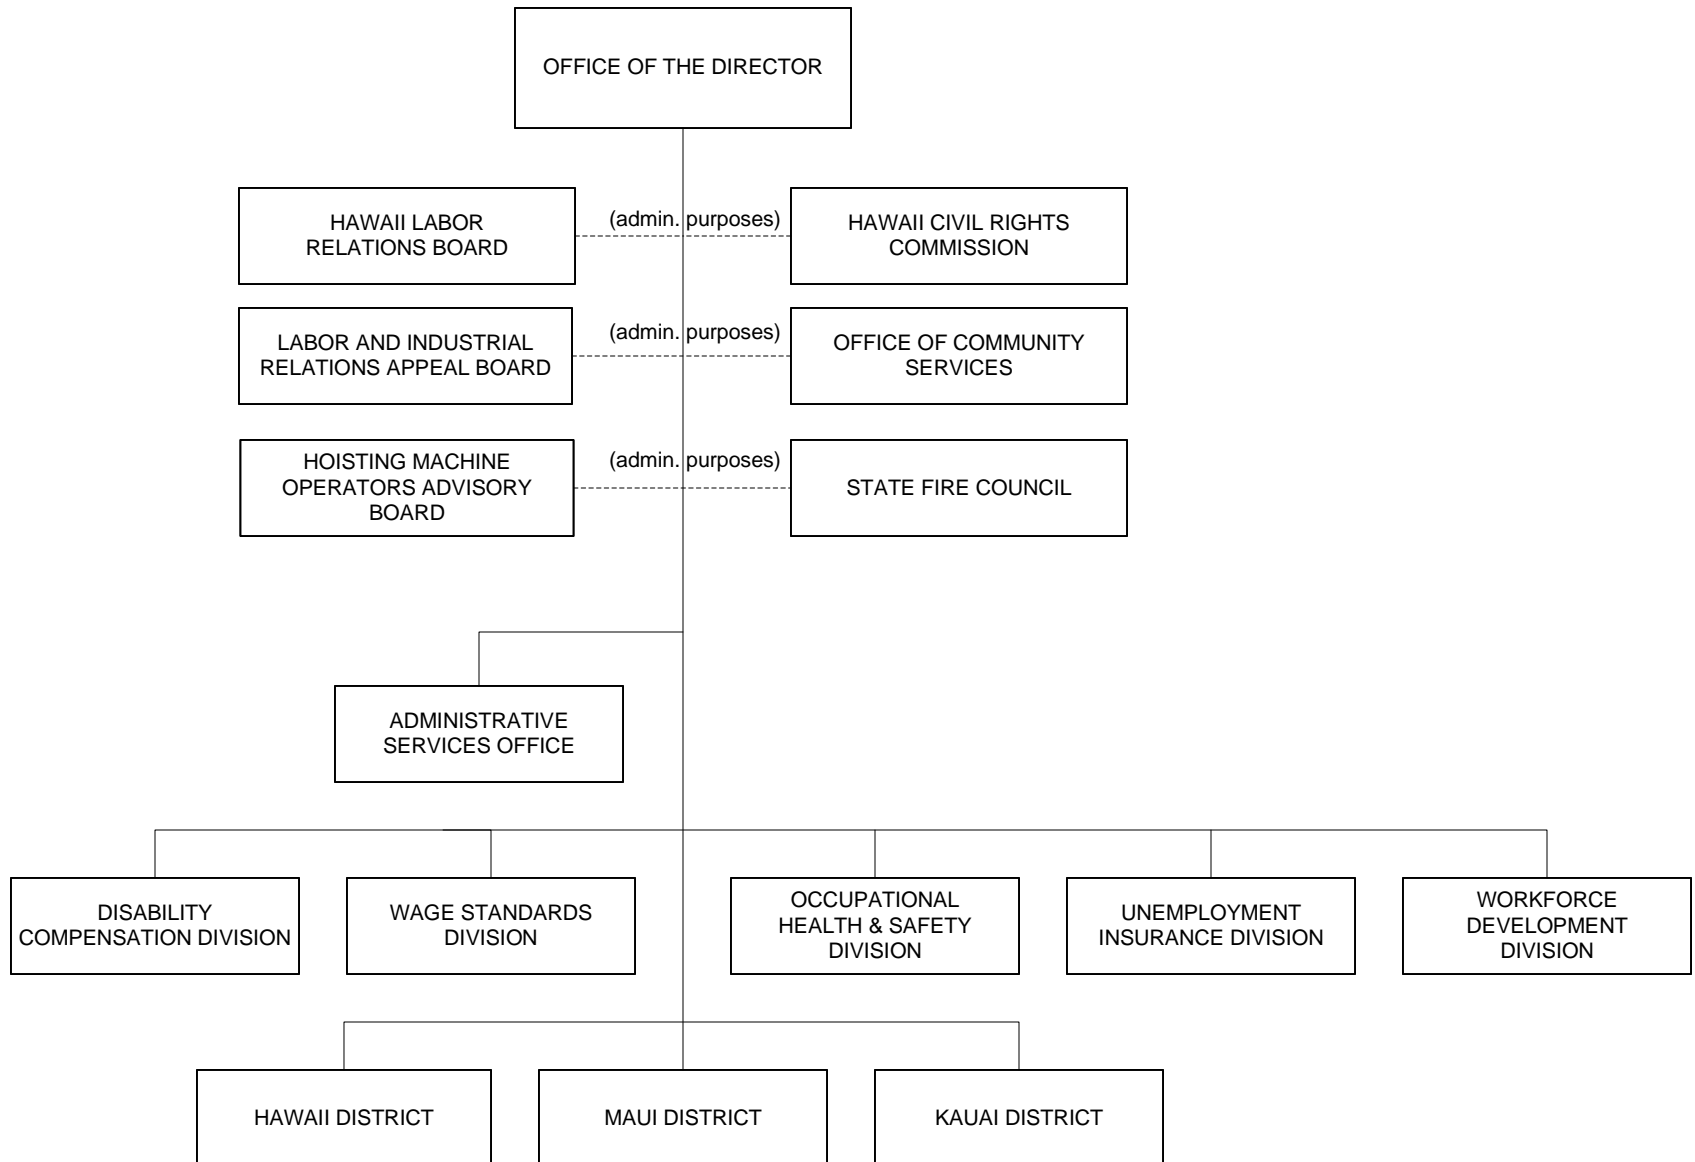 OFFICE OF THE DIRECTOR
HAWAII LABOR
RELATIONS BOARD
(admin. purposes)
HAWAII CIVIL RIGHTS
COMMISSION
LABOR AND INDUSTRIAL
RELATIONS APPEAL BOARD
(admin. purposes)
OFFICE OF COMMUNITY
SERVICES
HOISTING MACHINE
OPERATORS ADVISORY
BOARD
(admin. purposes)
STATE FIRE COUNCIL
ADMINISTRATIVE
SERVICES OFFICE
DISABILITY
COMPENSATION DIVISION
WAGE STANDARDS
DIVISION
OCCUPATIONAL
HEALTH & SAFETY
DIVISION
UNEMPLOYMENT
INSURANCE DIVISION
WORKFORCE
DEVELOPMENT
DIVISION
HAWAII DISTRICT
MAUI DISTRICT
KAUAI DISTRICT